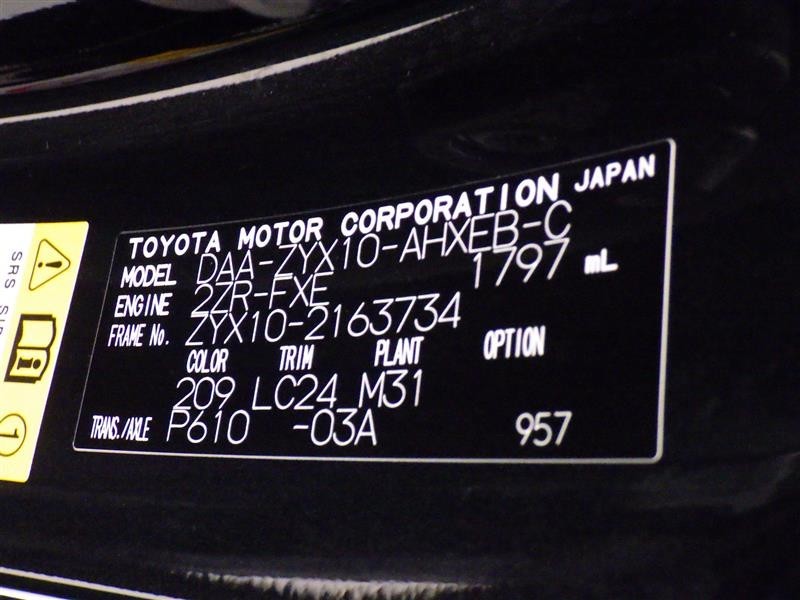 TOYOTA MOTOR CORPORATION JAPAN
MODEL DAA-ZYX10-AHXEB-C
ENGINE 2ZR-FXE 1797 mL
FRAME No. ZYX10-2163734
COLOR TRIM PLANT OPTION
209 LC24 M31
TRANS./AXLE P610 -03A 957
SRS